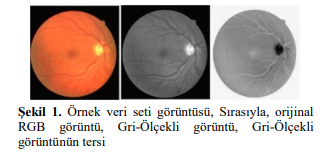 Şekil 1. Örnek veri seti görüntüsü, Sırasıyla, orijinal
RGB görüntü, Gri-Ölçekli görüntü, Gri-Ölçekli
görüntünün tersi